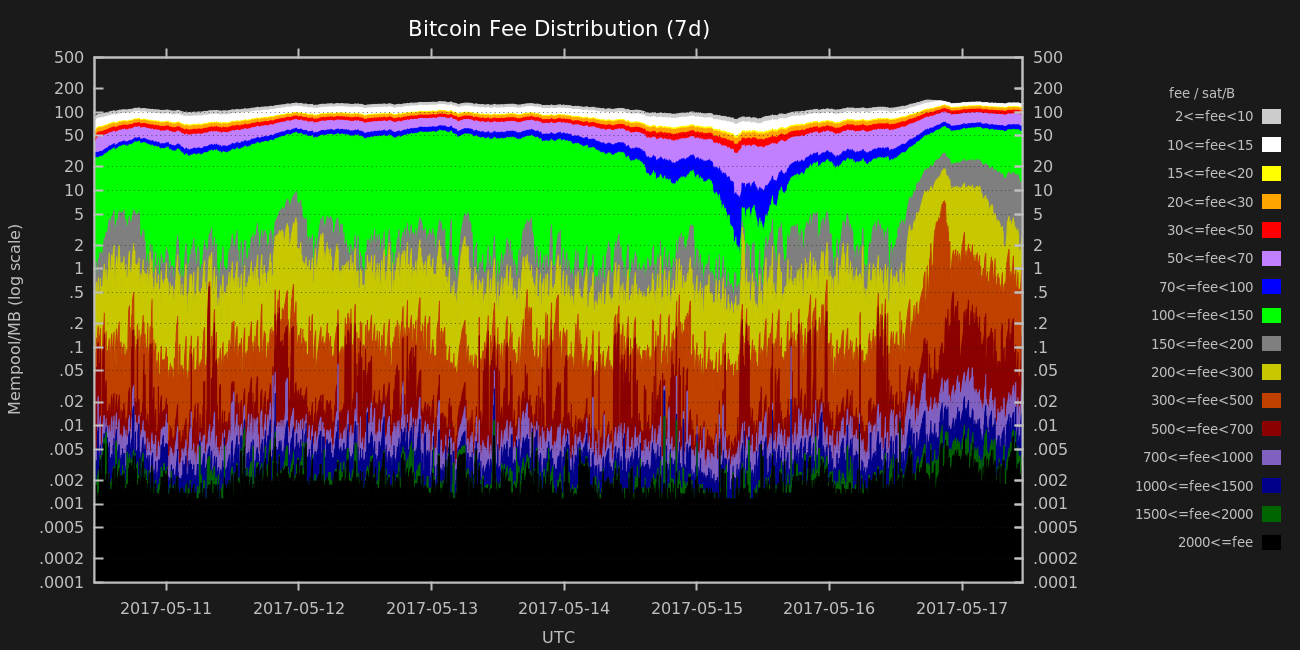 Bitcoin Fee Distribution (7d)
Mempool/MB (log scale)
500
200
100
50
20
10
5
2
1
.5
.2
.1
.05
.02
.01
.005
.002
.001
.0005
.0002
.0001
500
200
100
50
20
10
5
2
1
.5
.2
.1
.05
.02
.01
.005
.002
.001
.0005
.0002
.0001
2017-05-11 2017-05-12 2017-05-13 2017-05-14 2017-05-15 2017-05-16 2017-05-17
UTC
fee / sat/B
2<=fee<10
10<=fee<15
15<=fee<20
20<=fee<30
30<=fee<50
50<=fee<70
70<=fee<100
100<=fee<150
150<=fee<200
200<=fee<300
300<=fee<500
500<=fee<700
700<=fee<1000
1000<=fee<1500
1500<=fee<2000
2000<=fee